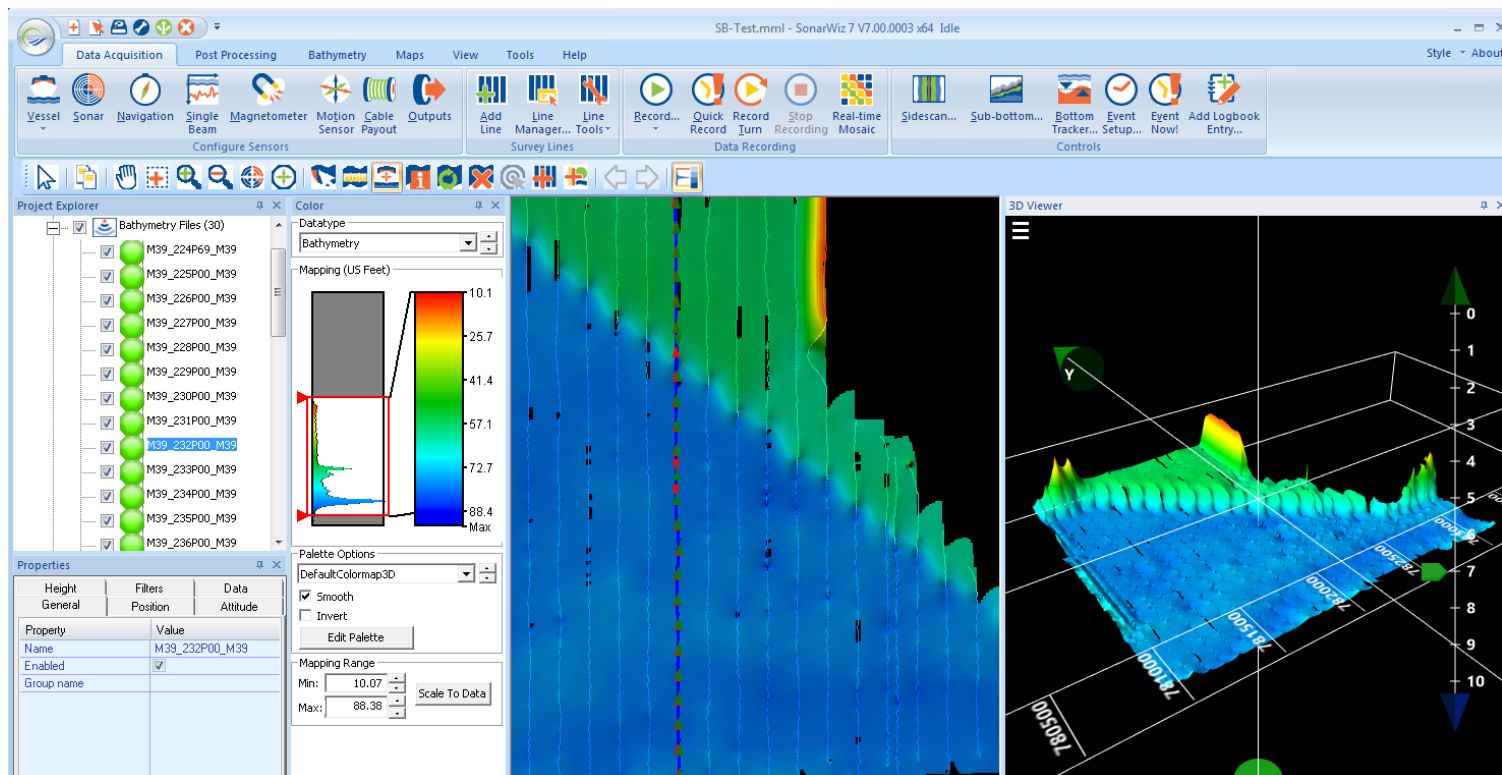 SB-Test.mml - SonarWiz 7 V7.00.0003 x64 Idle
Data Acquisition Post Processing Bathymetry Maps View Tools Help Style About
Vessel Sonar Navigation Single Beam Magnetometer Motion Sensor Cable Payout Outputs
Configure Sensors
Add Line Line Manager... Line Tools
Survey Lines
Record... Quick Record Record Turn Stop Recording Real-time Mosaic
Data Recording
Sidescan... Sub-bottom... Bottom Tracker... Event Setup... Event Now! Add Logbook Entry...
Controls
Project Explorer
Bathymetry Files (30)
M39_224P69_M39
M39_225P00_M39
M39_226P00_M39
M39_227P00_M39
M39_228P00_M39
M39_229P00_M39
M39_230P00_M39
M39_231P00_M39
M39_232P00_M39
M39_233P00_M39
M39_234P00_M39
M39_235P00_M39
M39_236P00_M39
Properties
Height Filters Data
General Position Attitude
Property Value
Name M39_232P00_M39
Enabled
Group name
Color
Datatype
Bathymetry
Mapping (US Feet)
10.1
25.7
41.4
57.1
72.7
88.4
Max
Palette Options
DefaultColormap3D
Smooth
Invert
Edit Palette
Mapping Range
Min: 10.07
Max: 88.38
Scale To Data
3D Viewer
Y
0
1
2
3
4
5
6
7
8
9
10
780500
781000
781500
782000
782500